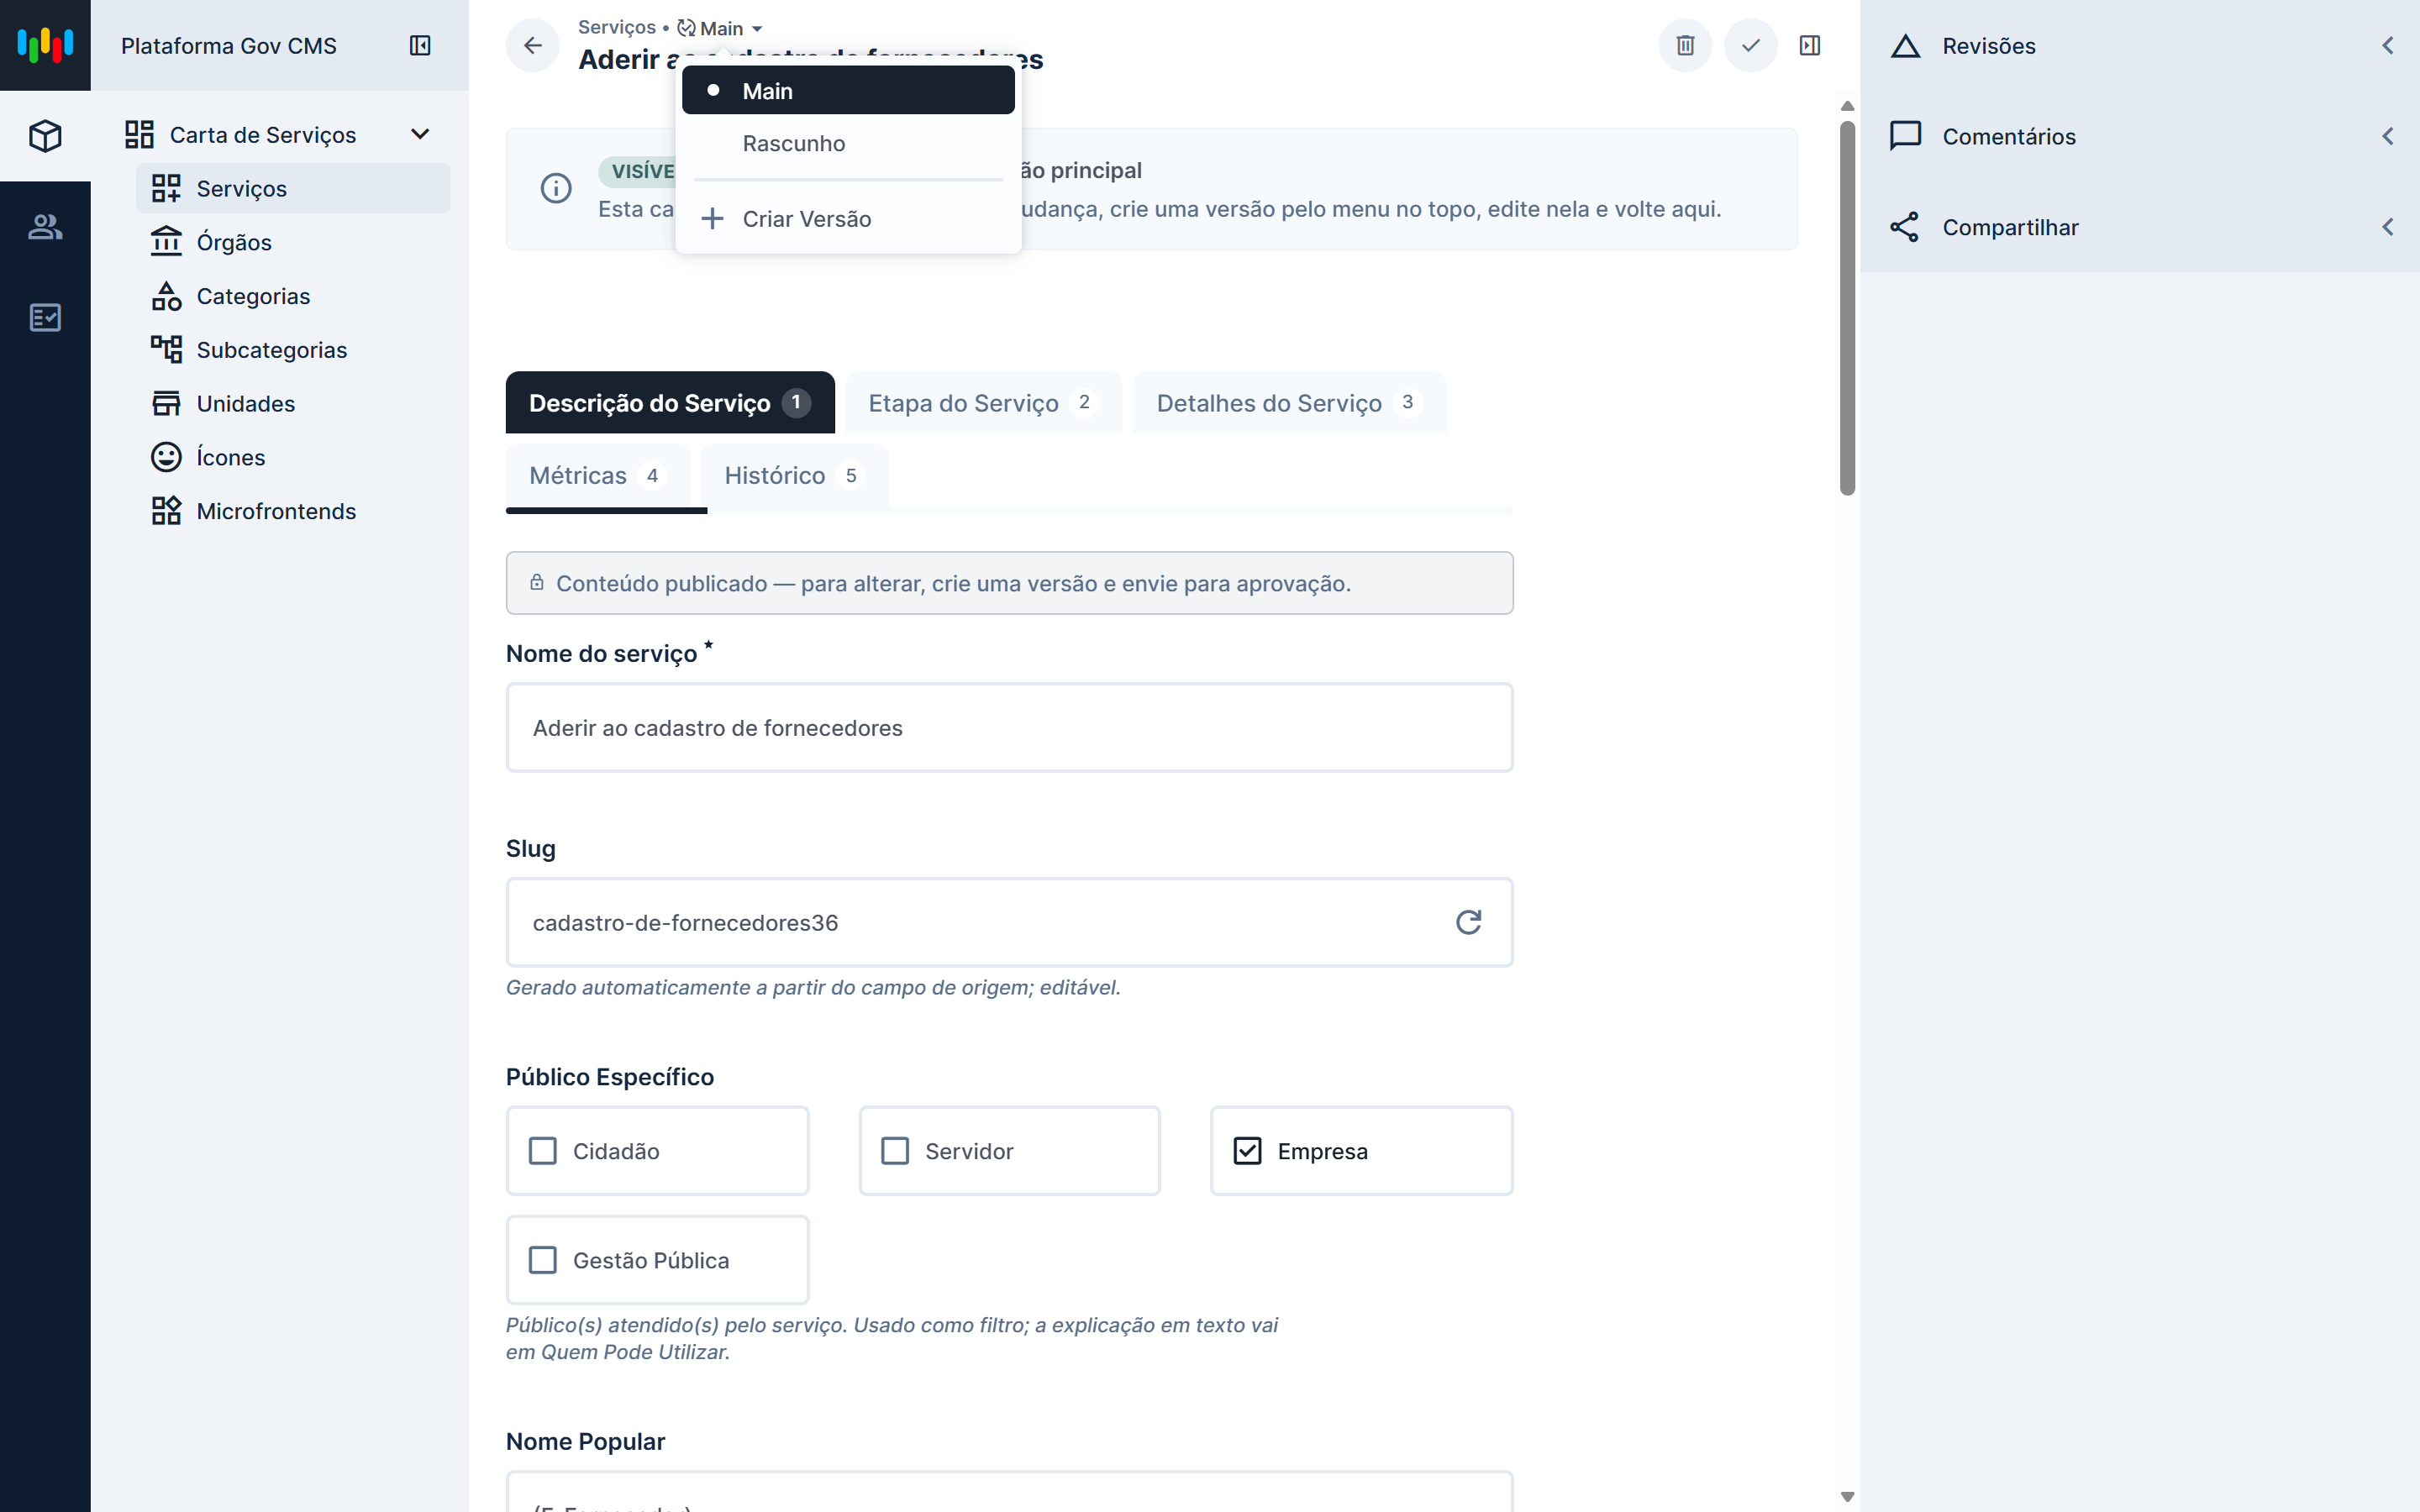 Plataforma Gov CMS
Carta de Serviços
Serviços
Órgãos
Categorias
Subcategorias
Unidades
Ícones
Microfrontends
Serviços • Main
Aderir
Main
Rascunho
Criar Versão
principal
Esta crie uma versão pelo menu no topo, edite nela e volte aqui.
Descrição do Serviço 1
Etapa do Serviço 2
Detalhes do Serviço 3
Métricas 4
Histórico 5
Conteúdo publicado — para alterar, crie uma versão e envie para aprovação.
Nome do serviço *
Aderir ao cadastro de fornecedores
Slug
cadastro-de-fornecedores36
Gerado automaticamente a partir do campo de origem; editável.
Público Específico
Cidadão
Servidor
Empresa
Gestão Pública
Público(s) atendido(s) pelo serviço. Usado como filtro; a explicação em texto vai
em Quem Pode Utilizar.
Nome Popular
Revisões
Comentários
Compartilhar